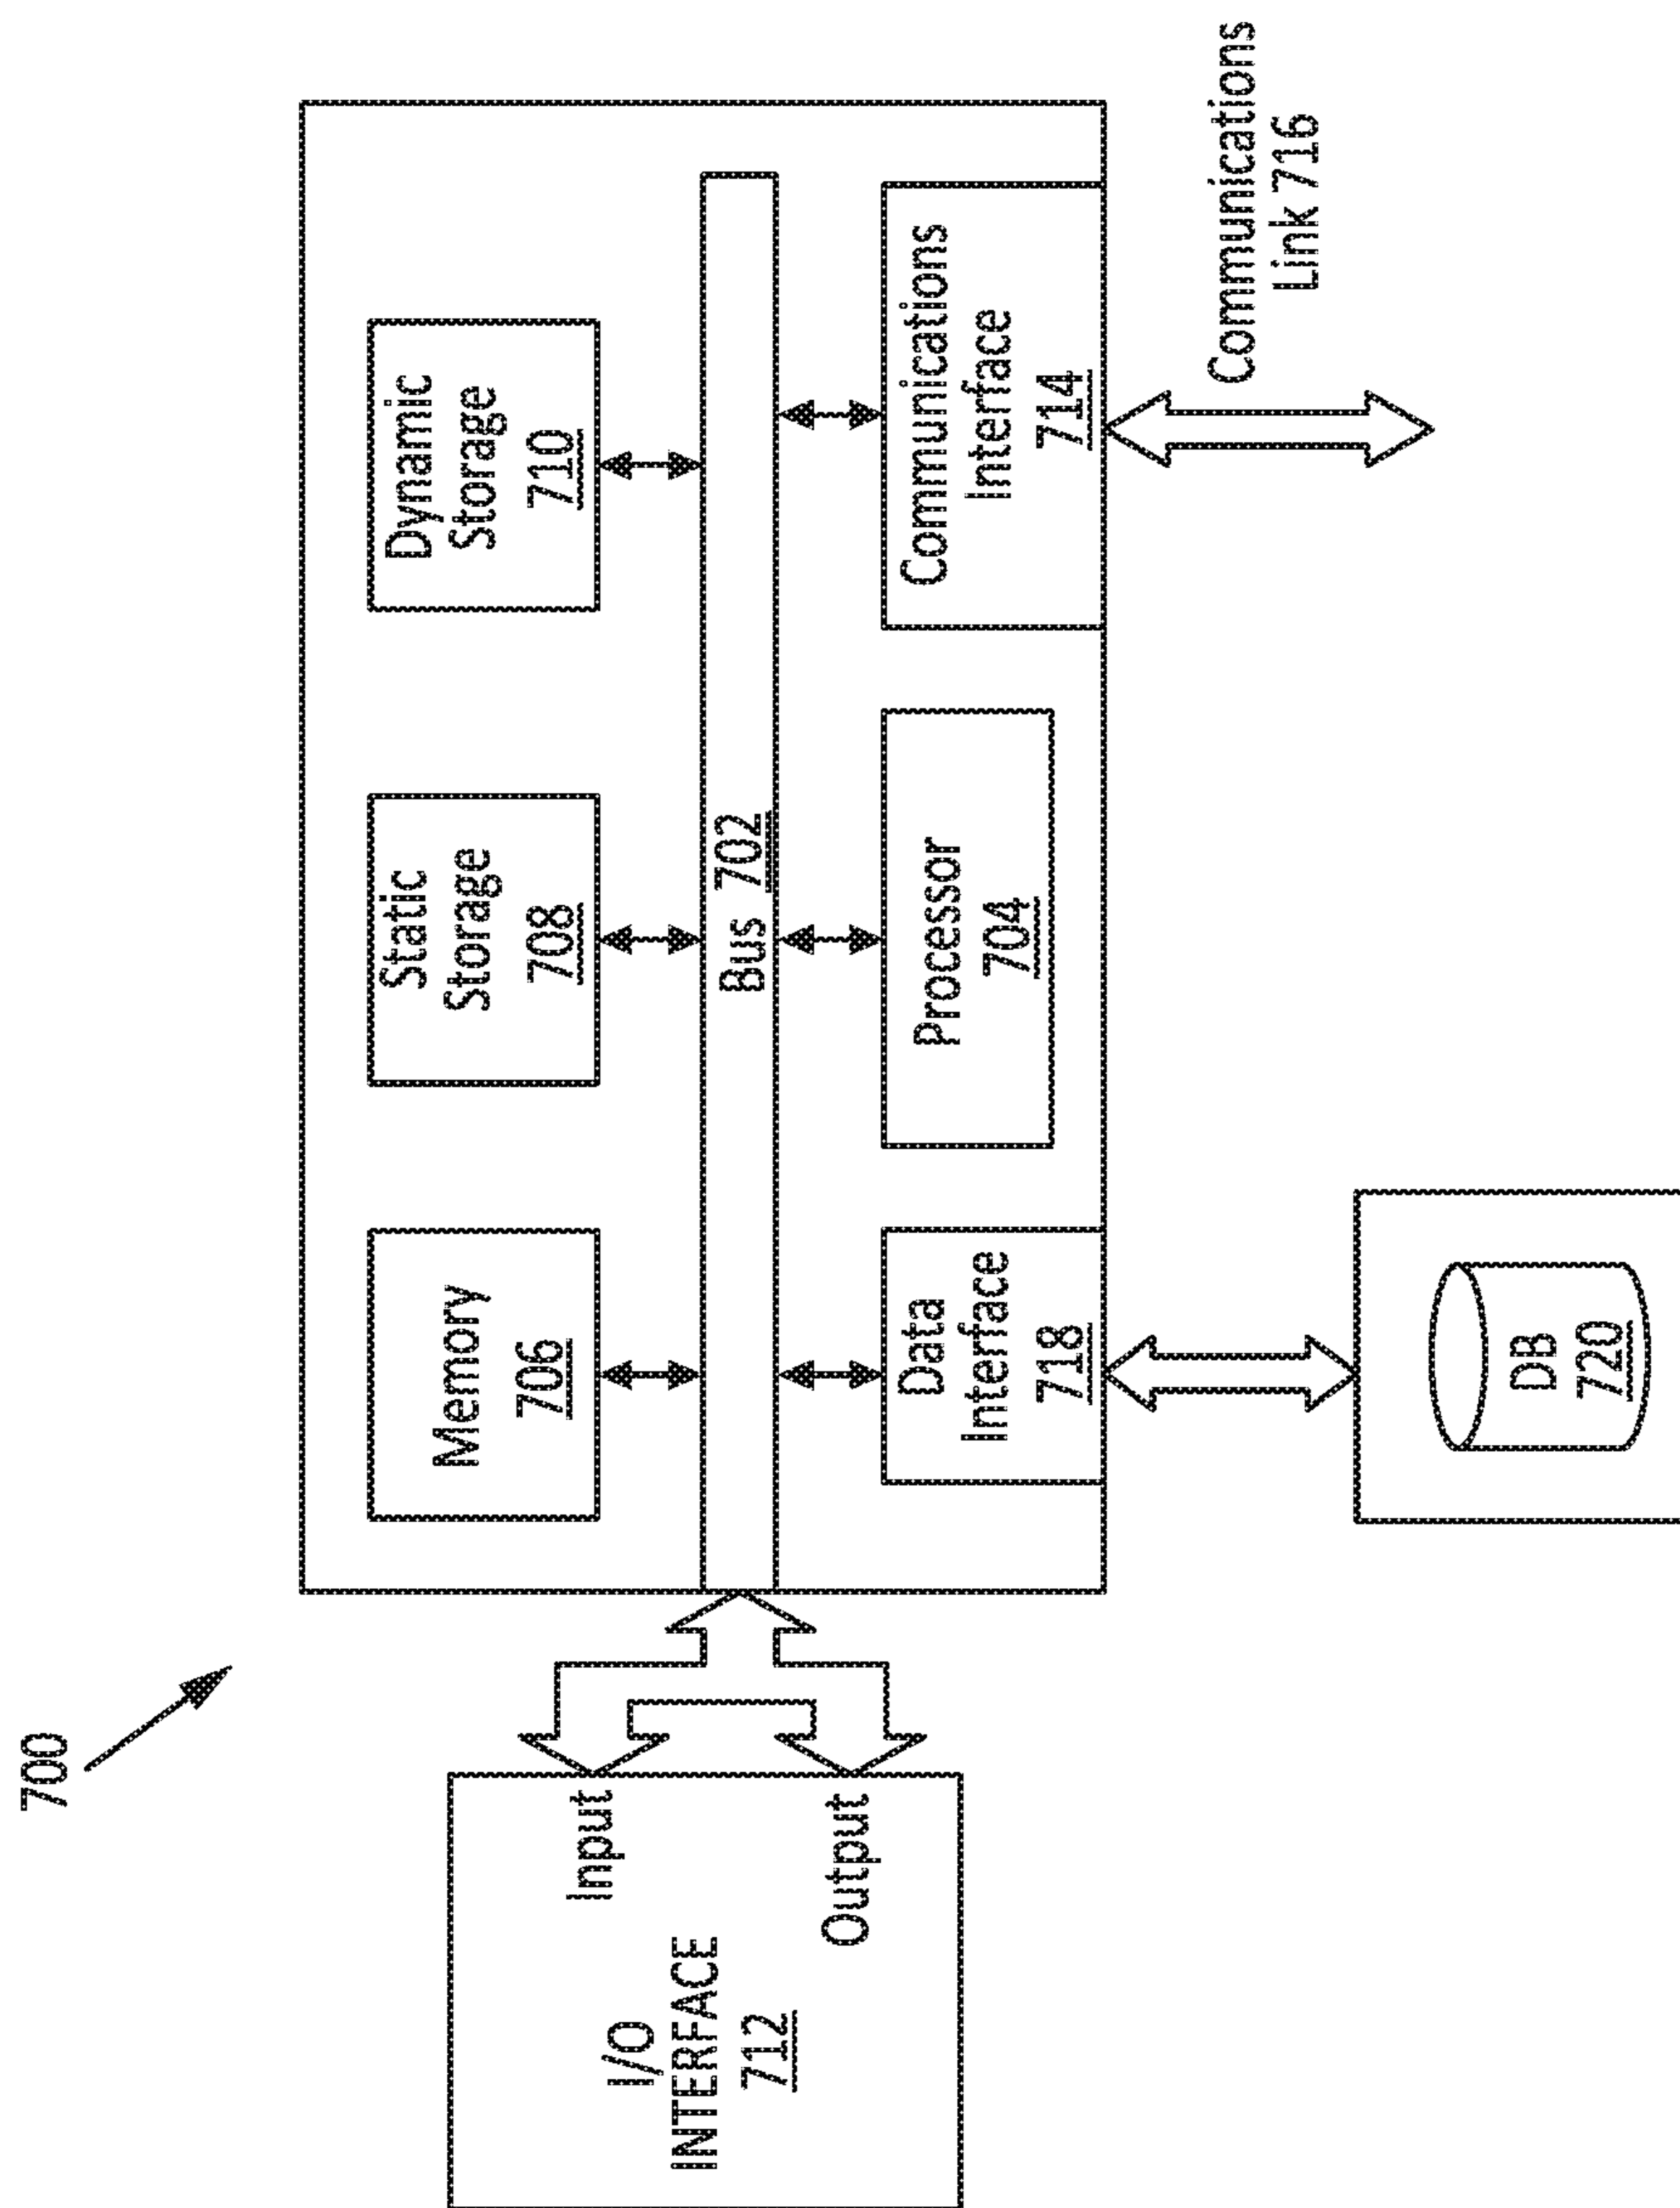 700
Memory
706
Static
Storage
708
Dynamic
Storage
710
I/O
INTERFACE
712
Input
Output
Bus 702
Data
Interface
718
Processor
704
Communications
Interface
714
Communications
Link 716
DB
720